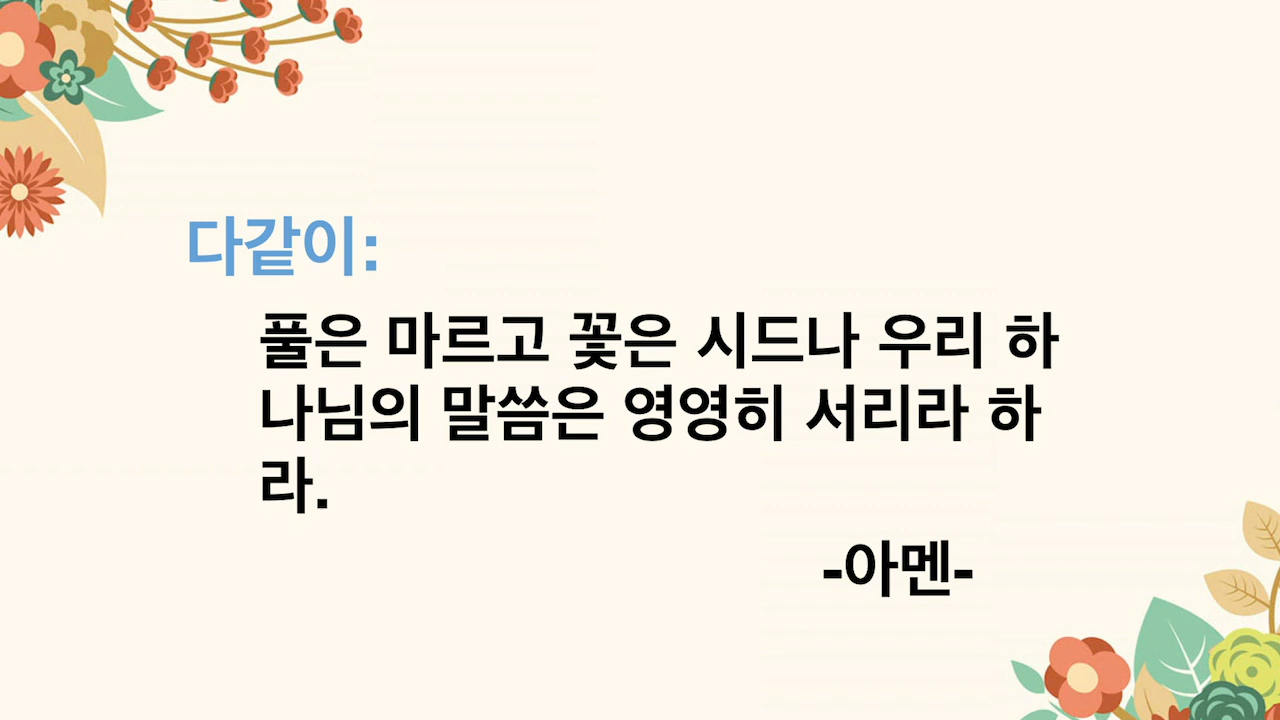 다같이:
풀은 마르고 꽃은 시드나 우리 하
나님의 말씀은 영영히 서리라 하
라.
-아멘-